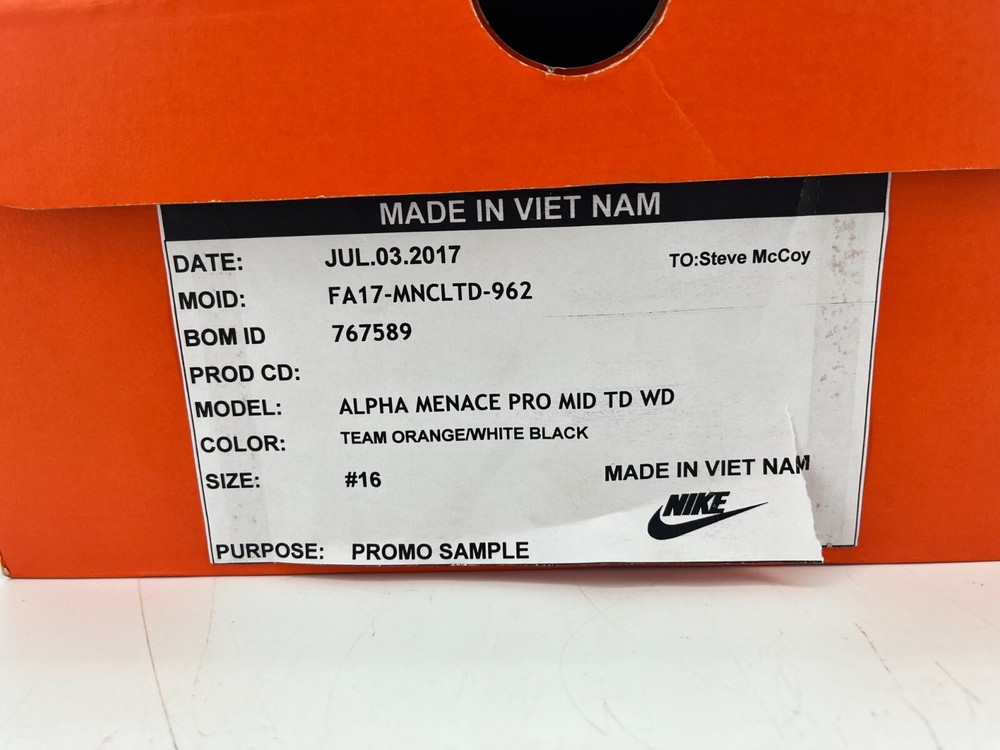 MADE IN VIET NAM
DATE: JUL.03.2017 TO:Steve McCoy
MOID: FA17-MNCLTD-962
BOM ID 767589
PROD CD:
MODEL: ALPHA MENACE PRO MID TD WD
COLOR: TEAM ORANGE/WHITE BLACK
SIZE: #16 MADE IN VIET NAM
NIKE
PURPOSE: PROMO SAMPLE